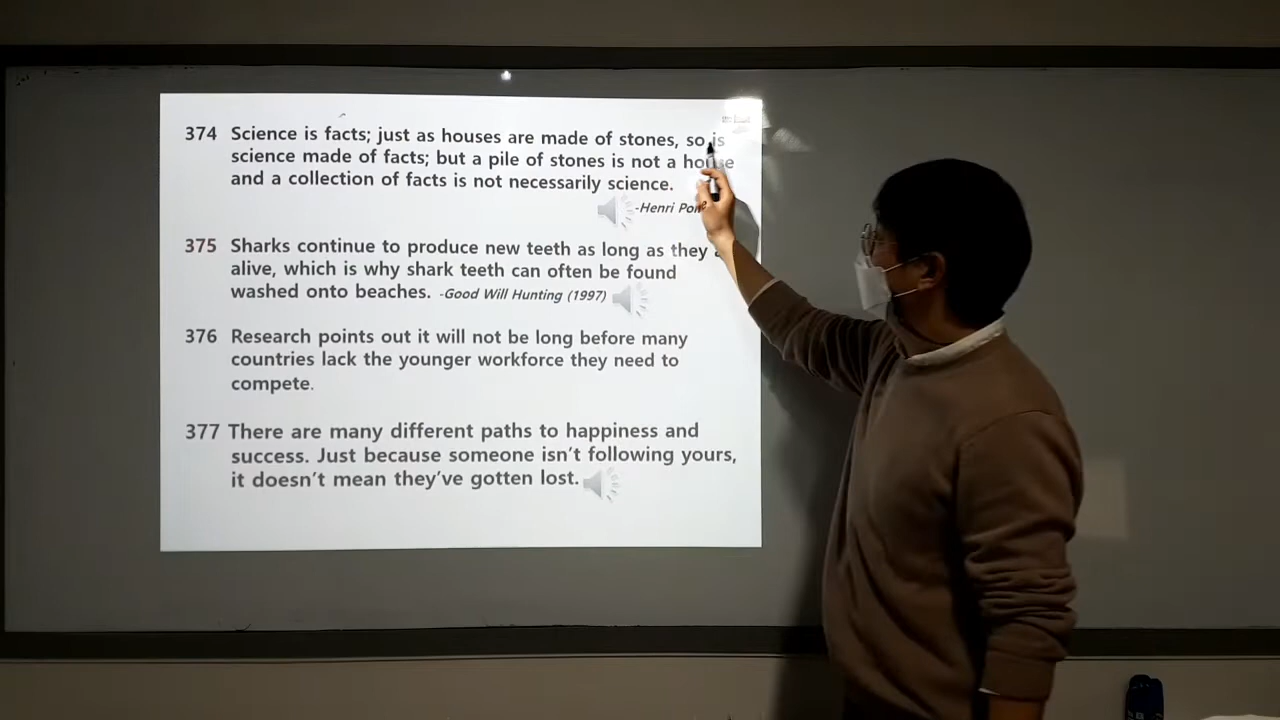 374 Science is facts; just as houses are made of stones, so is
science made of facts; but a pile of stones is not a house
and a collection of facts is not necessarily science.
-Henri
375 Sharks continue to produce new teeth as long as they
alive, which is why shark teeth can often be found
washed onto beaches. -Good Will Hunting (1997)
376 Research points out it will not be long before many
countries lack the younger workforce they need to
compete.
377 There are many different paths to happiness and
success. Just because someone isn't following yours,
it doesn't mean they've gotten lost.